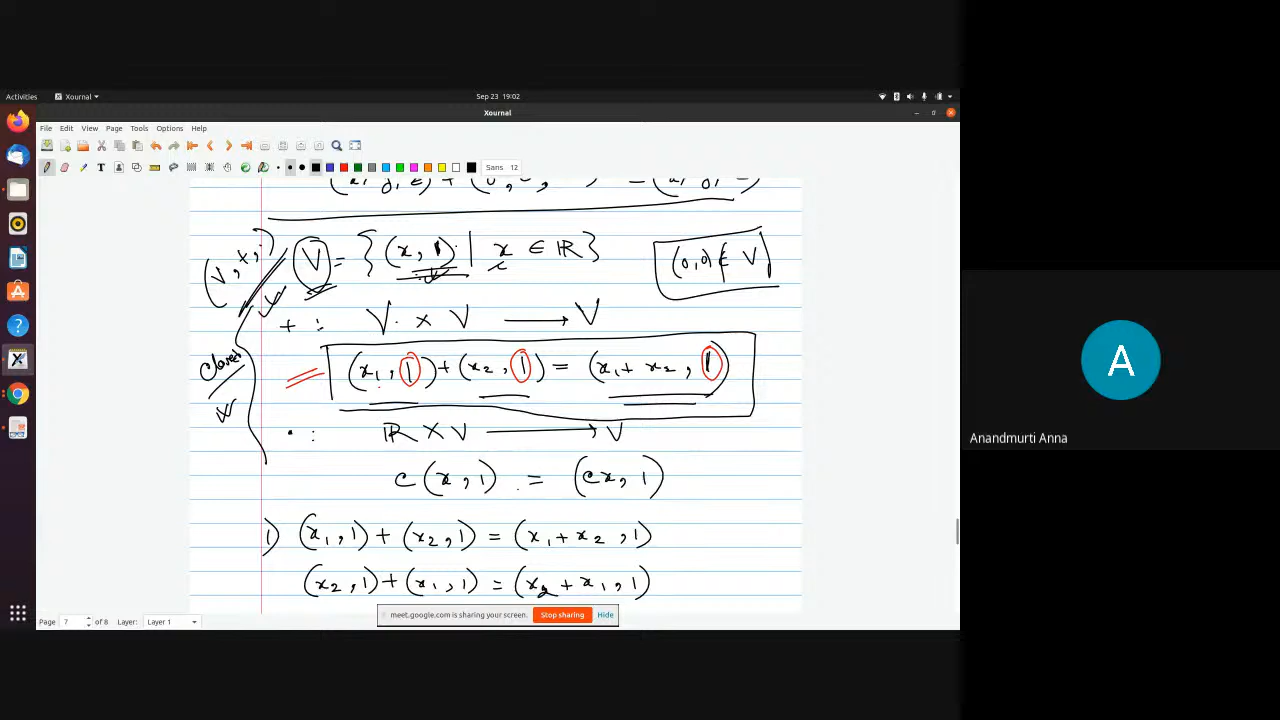 Activities Xournal Sep 23 19:02
Xournal
File Edit View Page Tools Options Help
Sans 12
(V, +, ·) V = { (x, 1) | x ∈ ℝ } (0,0) ∉ V
+ : V × V ⟶ V
closed
(x₁, 1) + (x₂, 1) = (x₁ + x₂, 1)
· : ℝ × V ⟶ V
c (x, 1) = (cx, 1)
1) (x₁, 1) + (x₂, 1) = (x₁ + x₂, 1)
(x₂, 1) + (x₁, 1) = (x₂ + x₁, 1)
meet.google.com is sharing your screen. Stop sharing Hide
Page 7 of 8 Layer: Layer 1
A
Anandmurti Anna